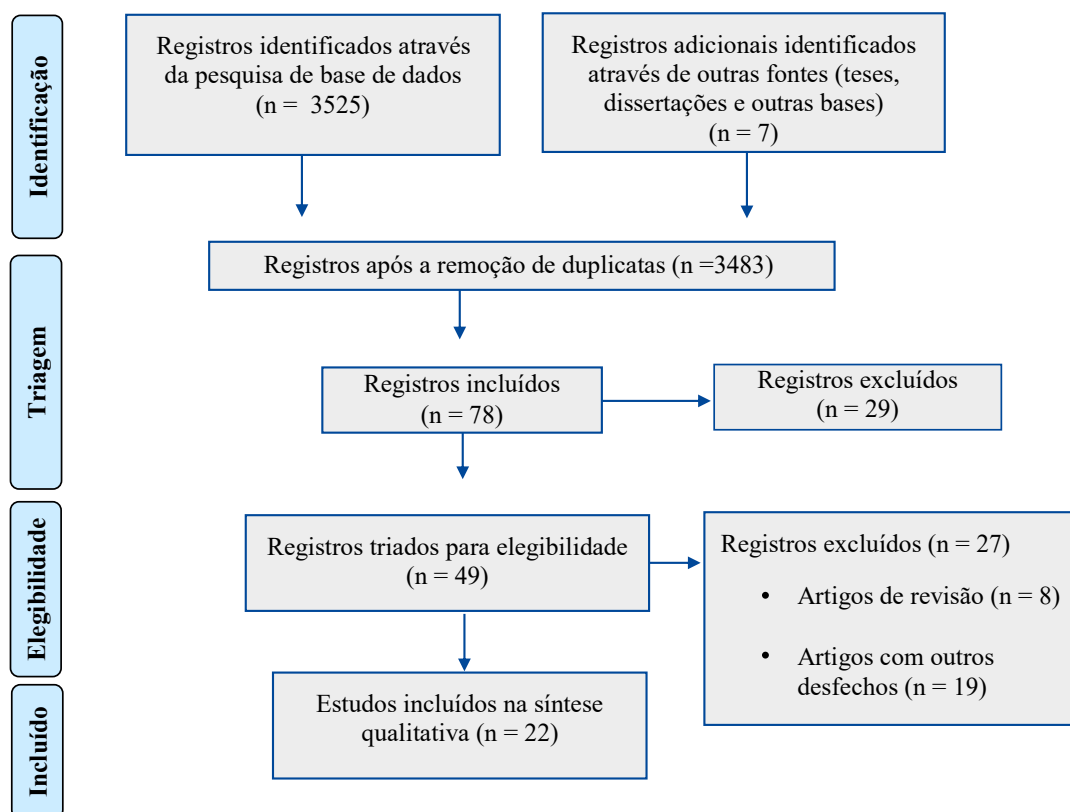 Identificação
Registros identificados através
da pesquisa de base de dados
(n = 3525)
Registros adicionais identificados
através de outras fontes (teses,
dissertações e outras bases)
(n = 7)
Triagem
Registros após a remoção de duplicatas (n =3483)
Registros incluídos
(n = 78)
Registros excluídos
(n = 29)
Elegibilidade
Registros triados para elegibilidade
(n = 49)
Registros excluídos (n = 27)
• Artigos de revisão (n = 8)
• Artigos com outros
desfechos (n = 19)
Incluído
Estudos incluídos na síntese
qualitativa (n = 22)